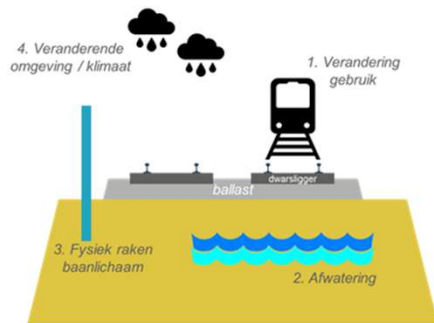 4. Veranderende
omgeving / klimaat
1. Verandering
gebruik
dwarsligger
ballast
3. Fysiek raken
baanlichaam
2. Afwatering